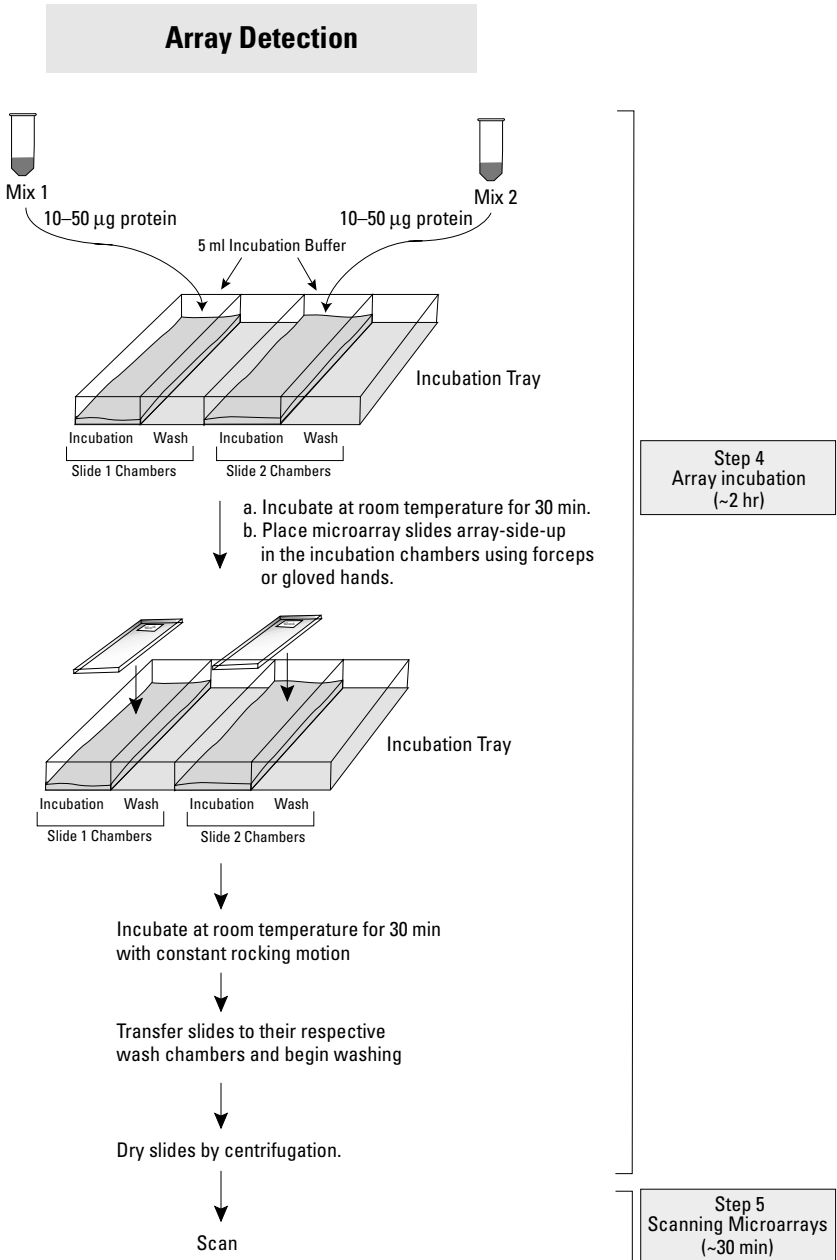 Array Detection
Mix 1
Mix 2
10–50 μg protein
10–50 μg protein
5 ml Incubation Buffer
Incubation Tray
Incubation Wash Incubation Wash
Slide 1 Chambers Slide 2 Chambers
Step 4
Array incubation
(~2 hr)
a. Incubate at room temperature for 30 min.
b. Place microarray slides array-side-up
in the incubation chambers using forceps
or gloved hands.
Incubation Tray
Incubation Wash Incubation Wash
Slide 1 Chambers Slide 2 Chambers
Incubate at room temperature for 30 min
with constant rocking motion
Transfer slides to their respective
wash chambers and begin washing
Dry slides by centrifugation.
Scan
Step 5
Scanning Microarrays
(~30 min)